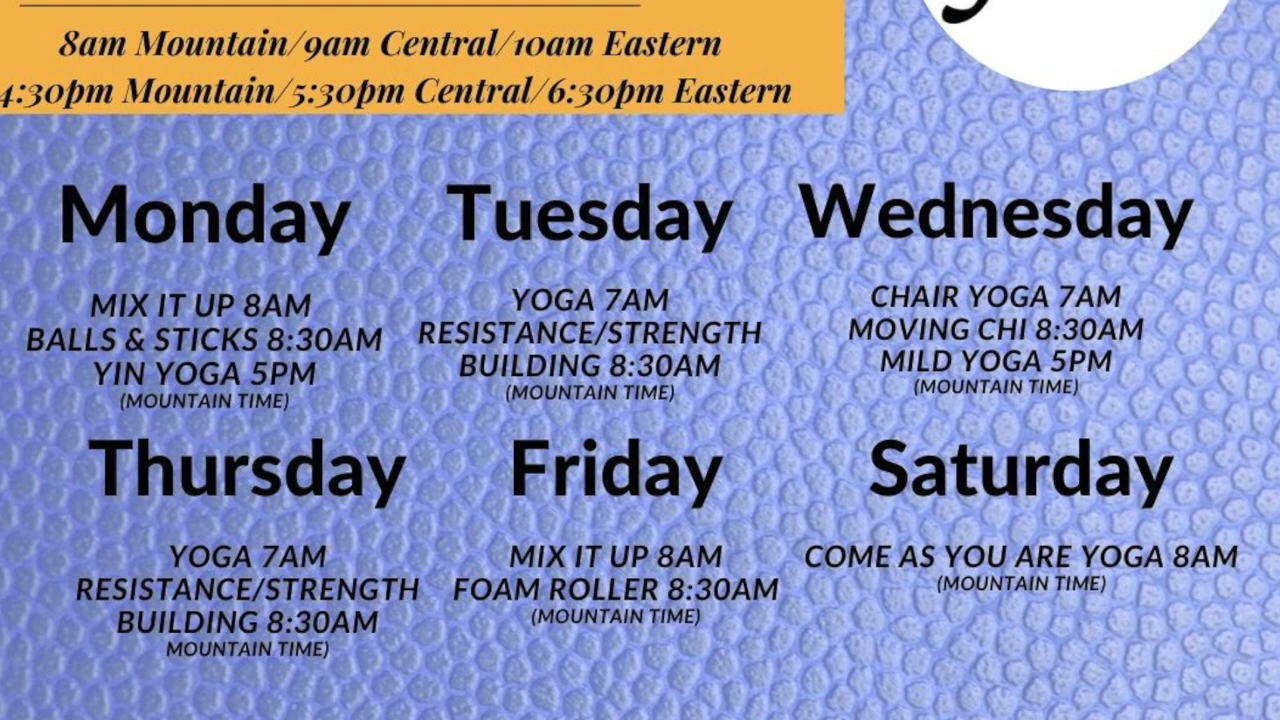 8am Mountain/9am Central/10am Eastern
4:30pm Mountain/5:30pm Central/6:30pm Eastern
Monday
MIX IT UP 8AM
BALLS & STICKS 8:30AM
YIN YOGA 5PM
(MOUNTAIN TIME)
Tuesday
YOGA 7AM
RESISTANCE/STRENGTH
BUILDING 8:30AM
(MOUNTAIN TIME)
Wednesday
CHAIR YOGA 7AM
MOVING CHI 8:30AM
MILD YOGA 5PM
(MOUNTAIN TIME)
Thursday
YOGA 7AM
RESISTANCE/STRENGTH
BUILDING 8:30AM
MOUNTAIN TIME)
Friday
MIX IT UP 8AM
FOAM ROLLER 8:30AM
(MOUNTAIN TIME)
Saturday
COME AS YOU ARE YOGA 8AM
(MOUNTAIN TIME)